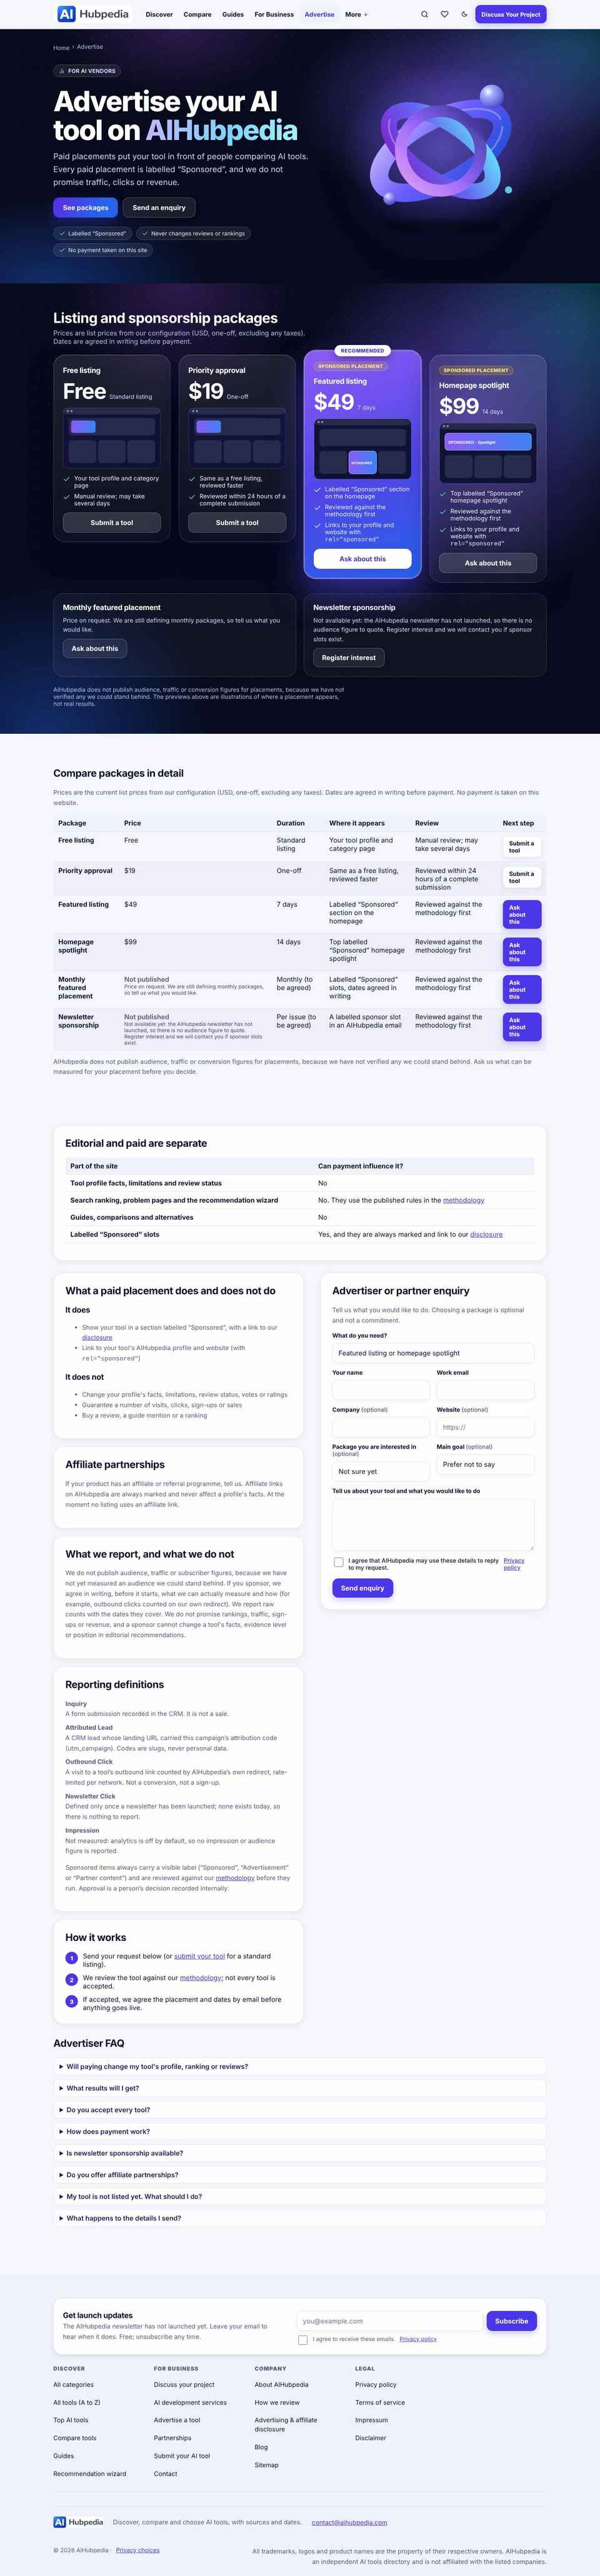 AI Hubpedia
Discover
Compare
Guides
For Business
Advertise
More
Discuss Your Project
Home › Advertise
FOR AI VENDORS
Advertise your AI
tool on AIHubpedia
Paid placements put your tool in front of people comparing AI tools.
Every paid placement is labelled “Sponsored”, and we do not
promise traffic, clicks or revenue.
See packages
Send an enquiry
Labelled “Sponsored”
Never changes reviews or rankings
No payment taken on this site
Listing and sponsorship packages
Prices are list prices from our configuration (USD, one-off, excluding any taxes).
Dates are agreed in writing before payment.
Free listing
Free Standard listing
Your tool profile and category
page
Manual review; may take
several days
Submit a tool
Priority approval
$19 One-off
Same as a free listing,
reviewed faster
Reviewed within 24 hours of a
complete submission
Submit a tool
RECOMMENDED
SPONSORED PLACEMENT
Featured listing
$49 7 days
SPONSORED
Labelled “Sponsored” section
on the homepage
Reviewed against the
methodology first
Links to your profile and
website with
rel="sponsored"
Ask about this
SPONSORED PLACEMENT
Homepage spotlight
$99 14 days
SPONSORED · Spotlight
Top labelled “Sponsored”
homepage spotlight
Reviewed against the
methodology first
Links to your profile and
website with
rel="sponsored"
Ask about this
Monthly featured placement
Price on request. We are still defining monthly packages, so tell us what you
would like.
Ask about this
Newsletter sponsorship
Not available yet: the AIHubpedia newsletter has not launched, so there is no
audience figure to quote. Register interest and we will contact you if sponsor
slots exist.
Register interest
AIHubpedia does not publish audience, traffic or conversion figures for placements, because we have not
verified any we could stand behind. The previews above are illustrations of where a placement appears,
not real results.
Compare packages in detail
Prices are the current list prices from our configuration (USD, one-off, excluding any taxes). Dates are agreed in writing before payment. No payment is taken on this
website.
Package
Price
Duration
Where it appears
Review
Next step
Free listing
Free
Standard
listing
Your tool profile and
category page
Manual review; may
take several days
Submit a
tool
Priority approval
$19
One-off
Same as a free listing,
reviewed faster
Reviewed within 24
hours of a complete
submission
Submit a
tool
Featured listing
$49
7 days
Labelled “Sponsored”
section on the
homepage
Reviewed against the
methodology first
Ask
about
this
Homepage
spotlight
$99
14 days
Top labelled
“Sponsored” homepage
spotlight
Reviewed against the
methodology first
Ask
about
this
Monthly
featured
placement
Not published
Price on request. We are still defining monthly packages,
so tell us what you would like.
Monthly (to
be agreed)
Labelled “Sponsored”
slots, dates agreed in
writing
Reviewed against the
methodology first
Ask
about
this
Newsletter
sponsorship
Not published
Not available yet: the AIHubpedia newsletter has not
launched, so there is no audience figure to quote.
Register interest and we will contact you if sponsor slots
exist.
Per issue (to
be agreed)
A labelled sponsor slot
in an AIHubpedia email
Reviewed against the
methodology first
Ask
about
this
AIHubpedia does not publish audience, traffic or conversion figures for placements, because we have not verified any we could stand behind. Ask us what can be
measured for your placement before you decide.
Editorial and paid are separate
Part of the site
Can payment influence it?
Tool profile facts, limitations and review status
No
Search ranking, problem pages and the recommendation wizard
No. They use the published rules in the methodology
Guides, comparisons and alternatives
No
Labelled “Sponsored” slots
Yes, and they are always marked and link to our disclosure
What a paid placement does and does not do
It does
• Show your tool in a section labelled “Sponsored”, with a link to our
disclosure
• Link to your tool's AIHubpedia profile and website (with
rel="sponsored")
It does not
• Change your profile's facts, limitations, review status, votes or ratings
• Guarantee a number of visits, clicks, sign-ups or sales
• Buy a review, a guide mention or a ranking
Affiliate partnerships
If your product has an affiliate or referral programme, tell us. Affiliate links
on AIHubpedia are always marked and never affect a profile's facts. At the
moment no listing uses an affiliate link.
What we report, and what we do not
We do not publish audience, traffic or subscriber figures, because we have
not yet measured an audience we could stand behind. If you sponsor, we
agree in writing, before it starts, what we can actually measure and how (for
example, outbound clicks counted on our own redirect). We report raw
counts with the dates they cover. We do not promise rankings, traffic, sign-
ups or revenue, and a sponsor cannot change a tool's facts, evidence level
or position in editorial recommendations.
Reporting definitions
Inquiry
A form submission recorded in the CRM. It is not a sale.
Attributed Lead
A CRM lead whose landing URL carried this campaign's attribution code
(utm_campaign). Codes are slugs, never personal data.
Outbound Click
A visit to a tool's outbound link counted by AIHubpedia's own redirect, rate-
limited per network. Not a conversion, not a sign-up.
Newsletter Click
Defined only once a newsletter has been launched; none exists today, so
there is nothing to report.
Impression
Not measured: analytics is off by default, so no impression or audience
figure is reported.
Sponsored items always carry a visible label (“Sponsored”, “Advertisement”
or “Partner content”) and are reviewed against our methodology before they
run. Approval is a person's decision recorded internally.
How it works
1 Send your request below (or submit your tool for a standard
listing).
2 We review the tool against our methodology; not every tool is
accepted.
3 If accepted, we agree the placement and dates by email before
anything goes live.
Advertiser or partner enquiry
Tell us what you would like to do. Choosing a package is optional
and not a commitment.
What do you need?
Featured listing or homepage spotlight
Your name
Work email
Company (optional)
Website (optional)
https://
Package you are interested in
(optional)
Not sure yet
Main goal (optional)
Prefer not to say
Tell us about your tool and what you would like to do
I agree that AIHubpedia may use these details to reply
to my request.
Privacy
policy
Send enquiry
Advertiser FAQ
Will paying change my tool's profile, ranking or reviews?
What results will I get?
Do you accept every tool?
How does payment work?
Is newsletter sponsorship available?
Do you offer affiliate partnerships?
My tool is not listed yet. What should I do?
What happens to the details I send?
Get launch updates
The AIHubpedia newsletter has not launched yet. Leave your email to
hear when it does. Free; unsubscribe any time.
you@example.com
Subscribe
I agree to receive these emails. Privacy policy
DISCOVER
All categories
All tools (A to Z)
Top AI tools
Compare tools
Guides
Recommendation wizard
FOR BUSINESS
Discuss your project
AI development services
Advertise a tool
Partnerships
Submit your AI tool
Contact
COMPANY
About AIHubpedia
How we review
Advertising & affiliate
disclosure
Blog
Sitemap
LEGAL
Privacy policy
Terms of service
Impressum
Disclaimer
AI Hubpedia
Discover, compare and choose AI tools, with sources and dates.
contact@aihubpedia.com
© 2026 AIHubpedia · Privacy choices
All trademarks, logos and product names are the property of their respective owners. AIHubpedia is
an independent AI tools directory and is not affiliated with the listed companies.